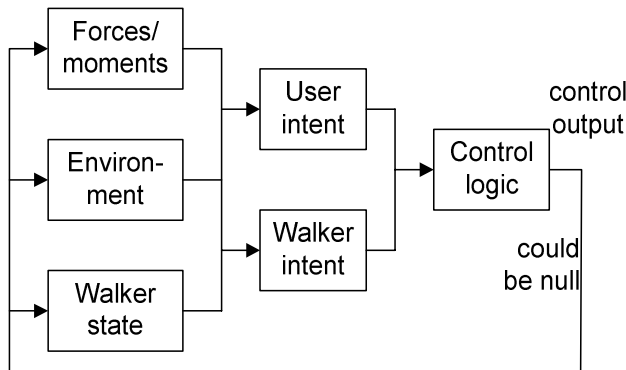 Forces/
moments
Environ-
ment
Walker
state
User
intent
Walker
intent
Control
logic
control
output
could
be null